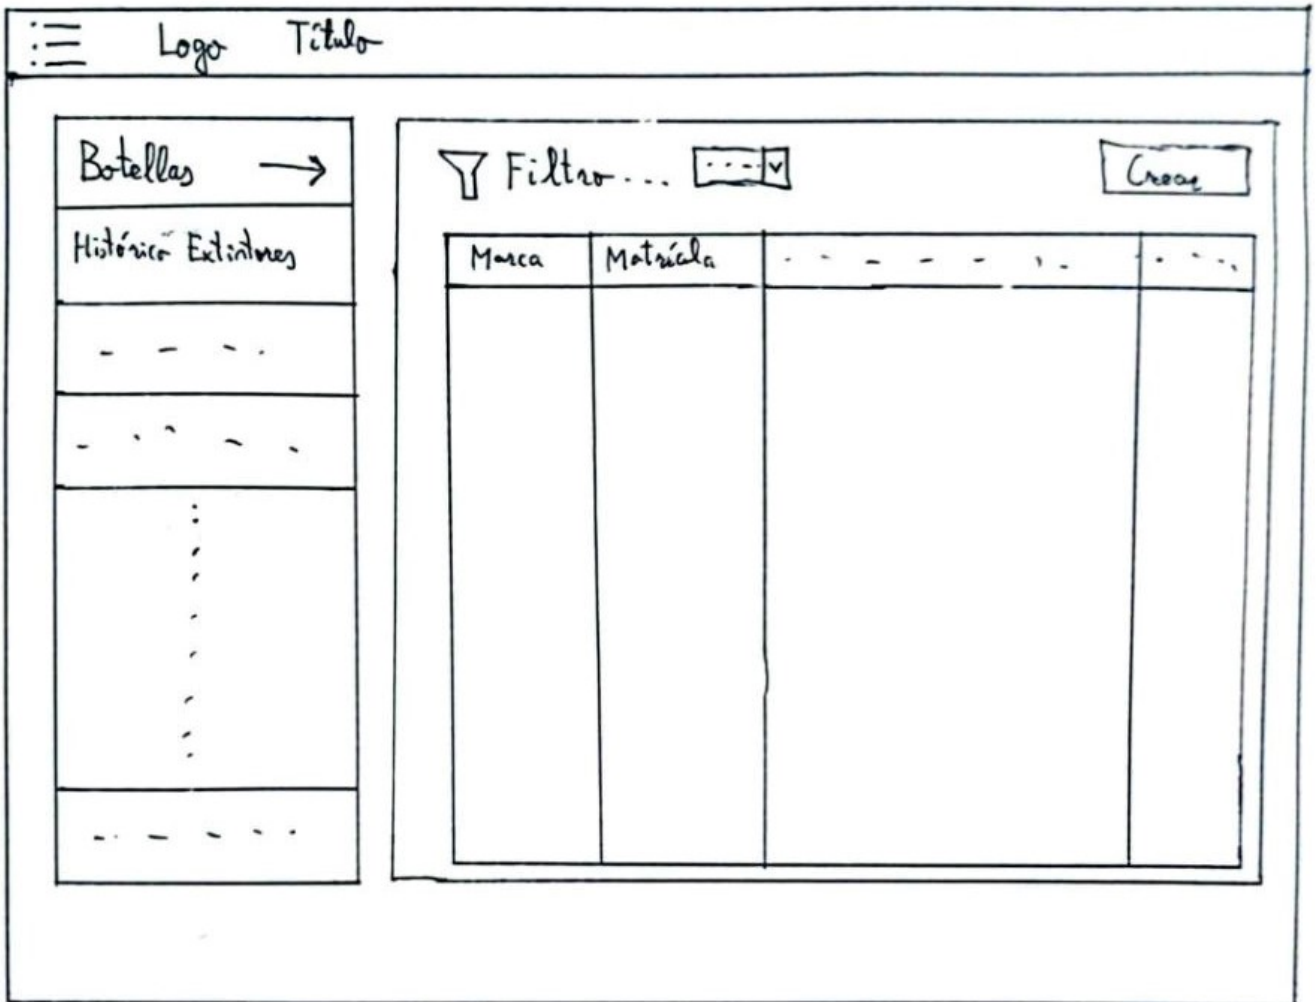 Logo Título
Botellas →
Histórico Extintores
Filtro... 
Crear
Marca Matrícula